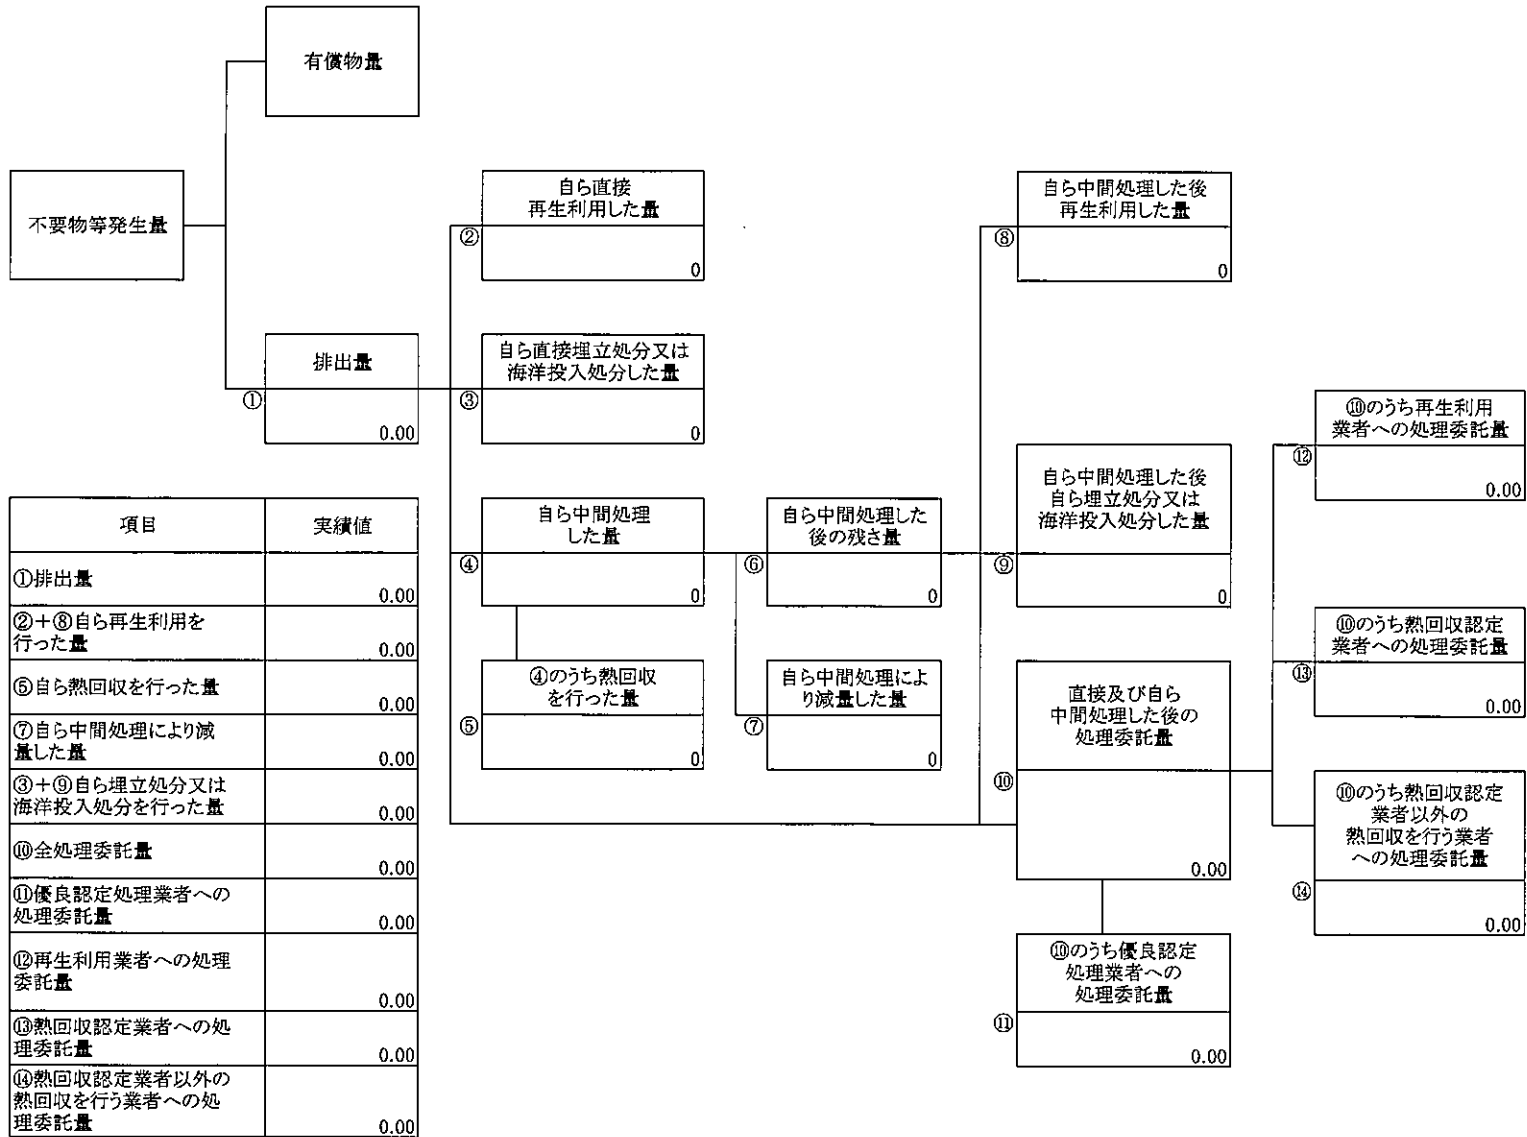 有償物量
不要物等発生量
自ら直接
再生利用した量
②
0
自ら中間処理した後
再生利用した量
⑧
0
排出量
①
0.00
自ら直接埋立処分又は
海洋投入処分した量
③
0
⑩のうち再生利用
業者への処理委託量
⑫
0.00
自ら中間処理
した量
④
0
自ら中間処理した
後の残さ量
⑥
0
自ら中間処理した後
自ら埋立処分又は
海洋投入処分した量
⑨
0
⑩のうち熱回収認定
業者への処理委託量
⑬
0.00
④のうち熱回収
を行った量
⑤
0
自ら中間処理によ
り減量した量
⑦
0
直接及び自ら
中間処理した後の
処理委託量
⑩
0.00
⑩のうち熱回収認定
業者以外の
熱回収を行う業者
への処理委託量
⑭
0.00
⑩のうち優良認定
処理業者への
処理委託量
⑪
0.00
項目 実績値
①排出量
0.00
②+⑧自ら再生利用を
行った量
0.00
⑤自ら熱回収を行った量
0.00
⑦自ら中間処理により減
量した量
0.00
③+⑨自ら埋立処分又は
海洋投入処分を行った量
0.00
⑩全処理委託量
0.00
⑪優良認定処理業者への
処理委託量
0.00
⑫再生利用業者への処理
委託量
0.00
⑬熱回収認定業者への処
理委託量
0.00
⑭熱回収認定業者以外の
熱回収を行う業者への処
理委託量
0.00